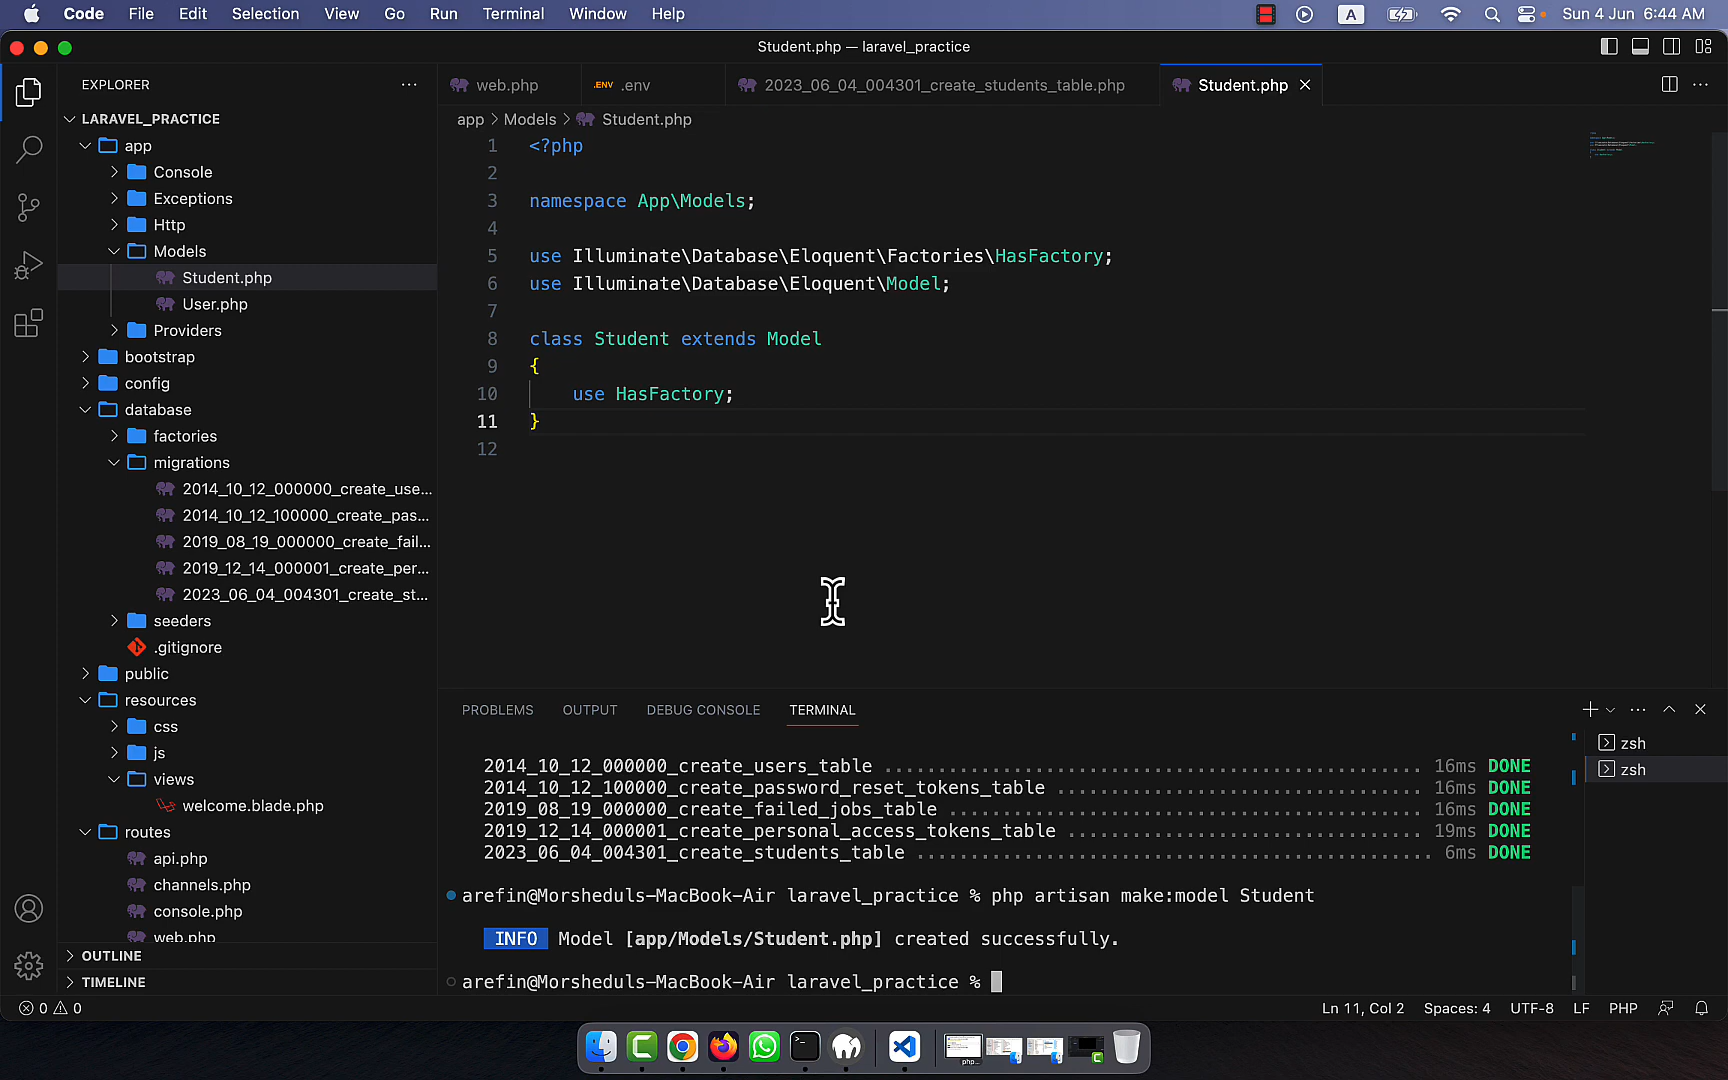 Code File Edit Selection View Go Run Terminal Window Help A Sun 4 Jun 6:44 AM
Student.php — laravel_practice
EXPLORER
web.php
.ENV .env
2023_06_04_004301_create_students_table.php
Student.php
LARAVEL_PRACTICE
app
Console
Exceptions
Http
Models
Student.php
User.php
Providers
bootstrap
config
database
factories
migrations
2014_10_12_000000_create_use...
2014_10_12_100000_create_pas...
2019_08_19_000000_create_fail...
2019_12_14_000001_create_per...
2023_06_04_004301_create_st...
seeders
.gitignore
public
resources
css
js
views
welcome.blade.php
routes
api.php
channels.php
console.php
web.php
OUTLINE
TIMELINE
app > Models > Student.php
1 <?php
2
3 namespace App\Models;
4
5 use Illuminate\Database\Eloquent\Factories\HasFactory;
6 use Illuminate\Database\Eloquent\Model;
7
8 class Student extends Model
9 {
10 use HasFactory;
11 }
12
PROBLEMS OUTPUT DEBUG CONSOLE TERMINAL
2014_10_12_000000_create_users_table .................................................. 16ms DONE
2014_10_12_100000_create_password_reset_tokens_table .................................. 16ms DONE
2019_08_19_000000_create_failed_jobs_table ............................................ 16ms DONE
2019_12_14_000001_create_personal_access_tokens_table ................................. 19ms DONE
2023_06_04_004301_create_students_table ................................................ 6ms DONE
arefin@Morsheduls-MacBook-Air laravel_practice % php artisan make:model Student
INFO Model [app/Models/Student.php] created successfully.
arefin@Morsheduls-MacBook-Air laravel_practice %
zsh
zsh
0 0
Ln 11, Col 2 Spaces: 4 UTF-8 LF PHP
php...